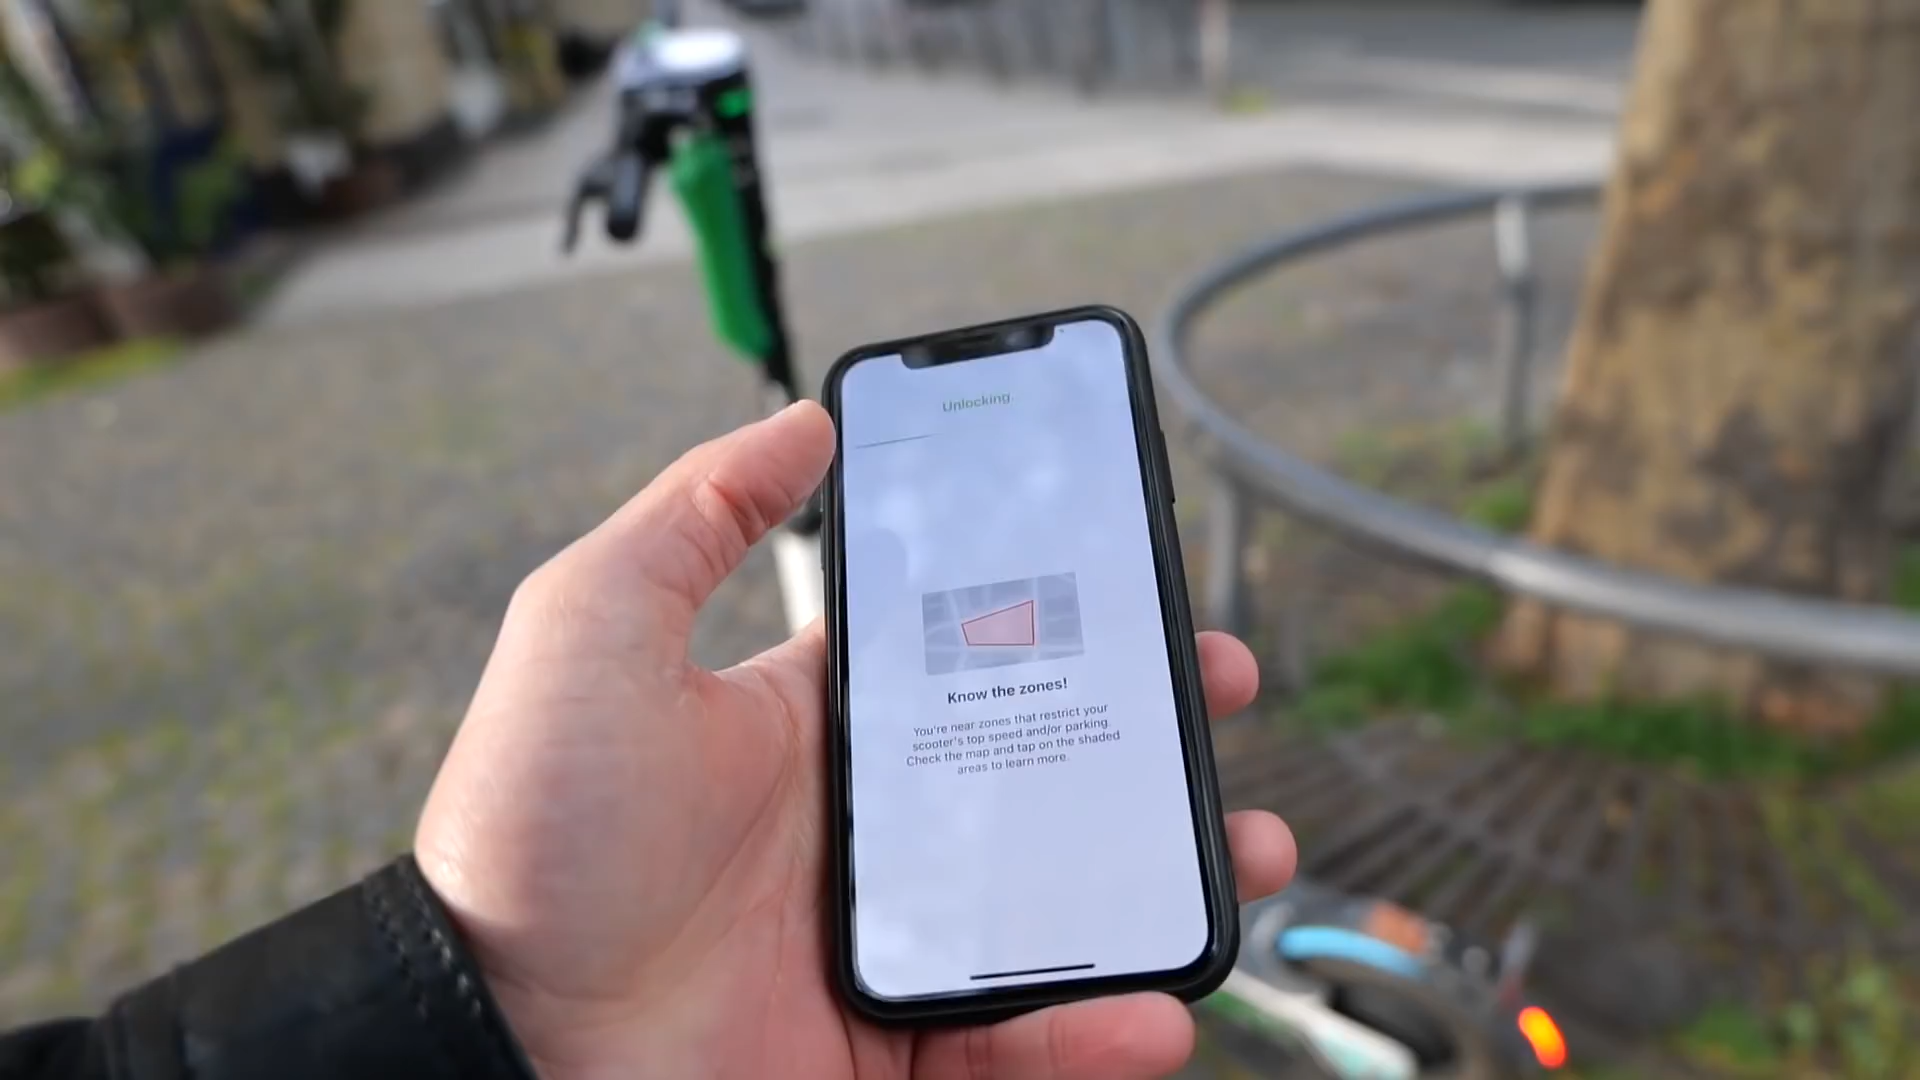 Unlocking
Know the zones!
You're near zones that restrict your
scooter's top speed and/or parking.
Check the map and tap on the shaded
areas to learn more.